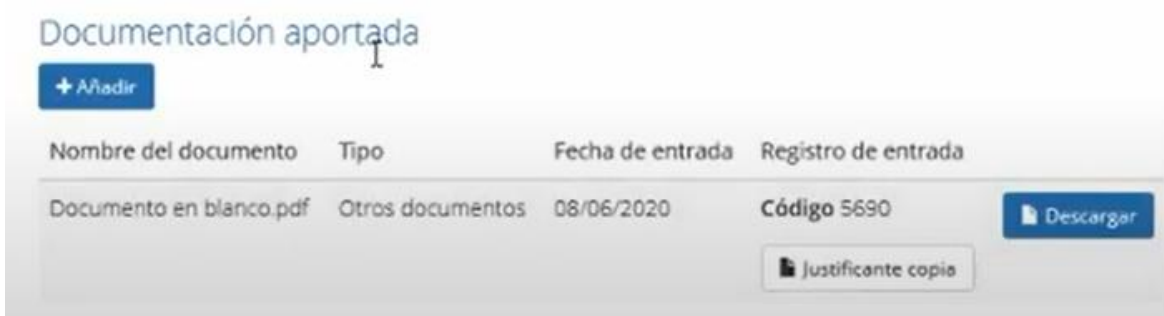 Documentación aportada
+ Añadir
Nombre del documento Tipo Fecha de entrada Registro de entrada
Documento en blanco.pdf Otros documentos 08/06/2020 Código 5690 Descargar
Justificante copia